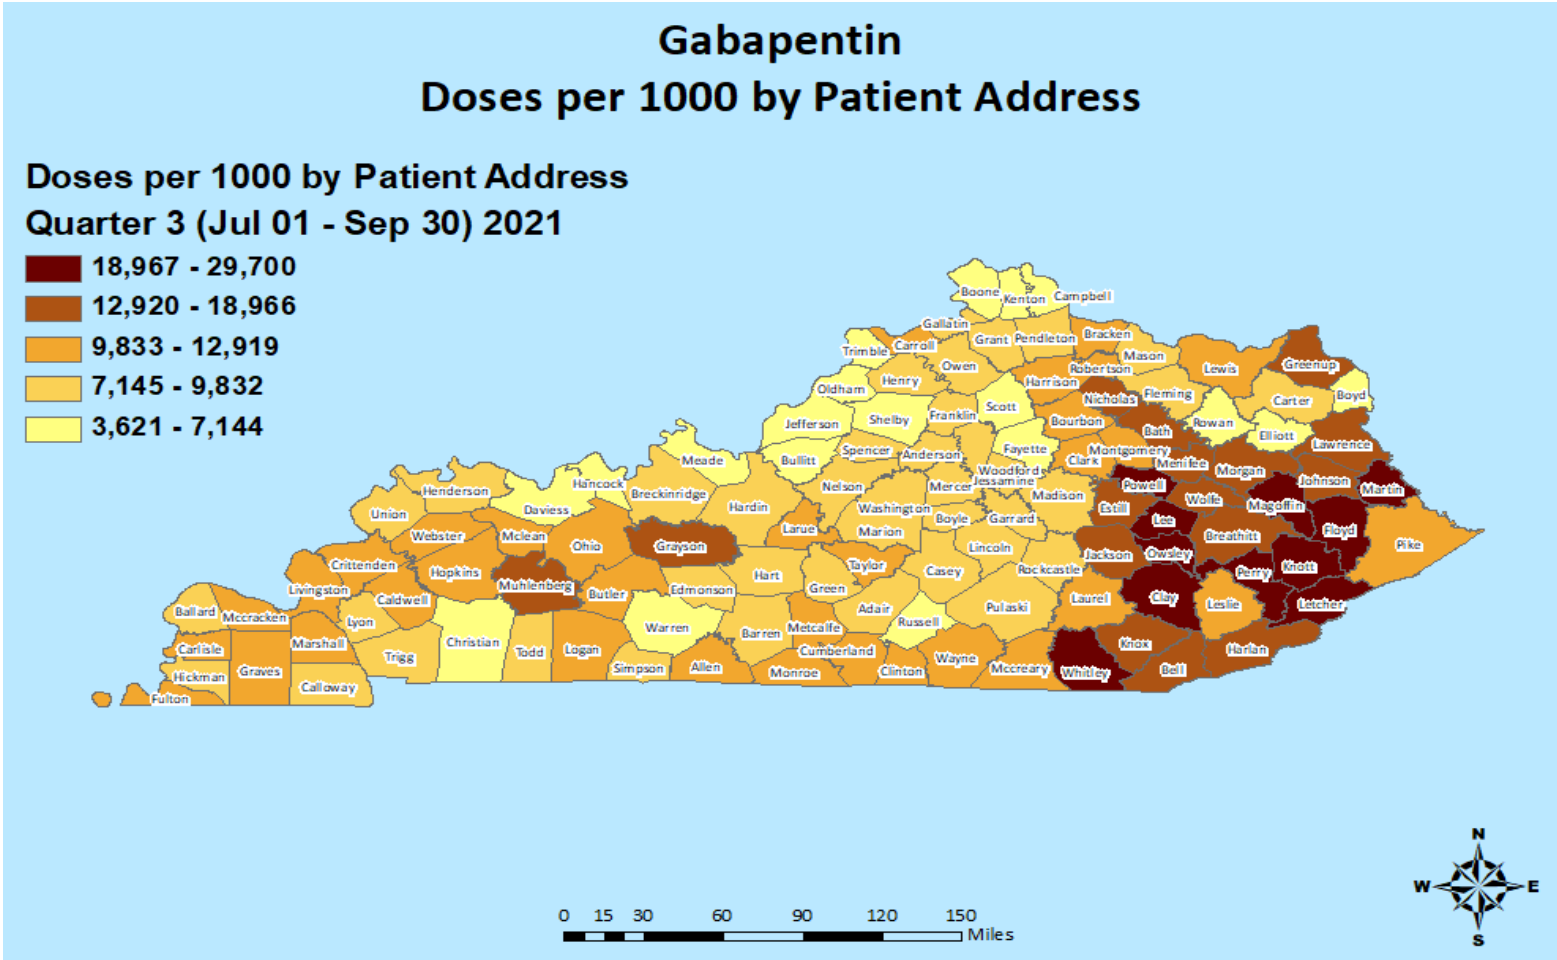 Gabapentin
Doses per 1000 by Patient Address
Doses per 1000 by Patient Address
Quarter 3 (Jul 01 - Sep 30) 2021
18,967 - 29,700
12,920 - 18,966
9,833 - 12,919
7,145 - 9,832
3,621 - 7,144
Boone
Kenton
Campbell
Gallatin
Grant
Pendleton
Bracken
Trimble
Carroll
Owen
Mason
Robertson
Lewis
Greenup
Oldham
Henry
Harrison
Nicholas
Fleming
Carter
Boyd
Jefferson
Shelby
Franklin
Scott
Bourbon
Bath
Rowan
Elliott
Lawrence
Meade
Bullitt
Spencer
Anderson
Fayette
Clark
Montgomery
Menifee
Morgan
Henderson
Hancock
Breckinridge
Nelson
Mercer
Woodford
Jessamine
Madison
Powell
Wolfe
Magoffin
Johnson
Martin
Union
Daviess
Hardin
Washington
Boyle
Garrard
Estill
Lee
Breathitt
Floyd
Webster
Mclean
Ohio
Grayson
Larue
Marion
Lincoln
Jackson
Owsley
Perry
Knott
Pike
Crittenden
Hopkins
Muhlenberg
Butler
Edmonson
Hart
Green
Taylor
Casey
Rockcastle
Laurel
Clay
Leslie
Letcher
Livingston
Caldwell
Ballard
Mccracken
Lyon
Christian
Warren
Barren
Metcalfe
Adair
Russell
Pulaski
Knox
Harlan
Carlisle
Marshall
Trigg
Todd
Logan
Simpson
Allen
Monroe
Cumberland
Clinton
Wayne
Mccreary
Whitley
Bell
Hickman
Graves
Calloway
Fulton
N
W
E
S
0 15 30 60 90 120 150
Miles